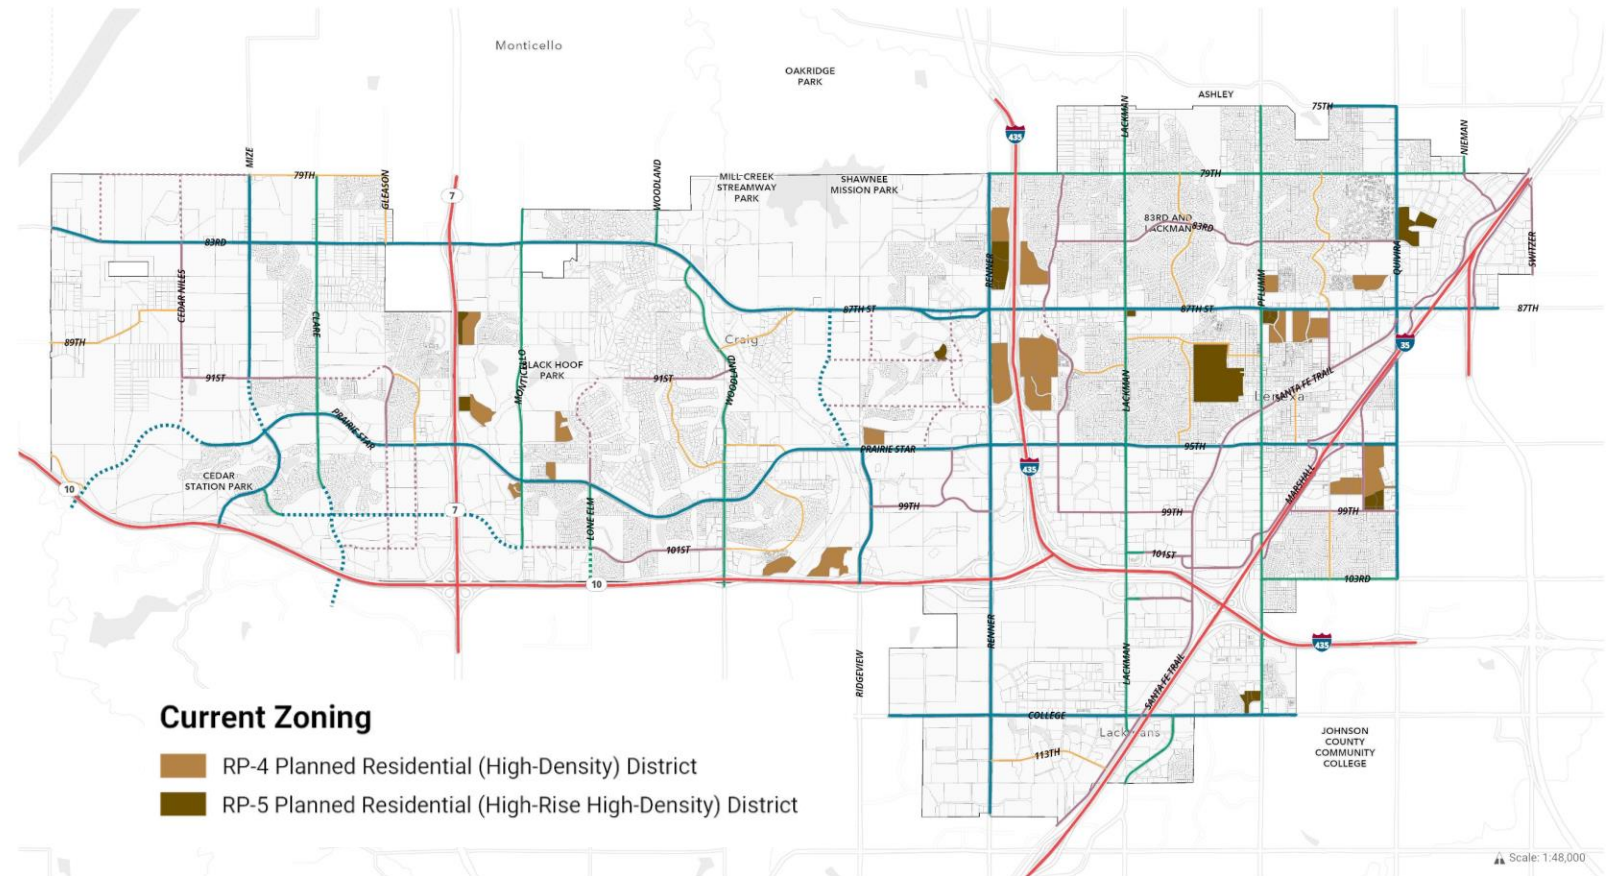 Monticello
OAKRIDGE
PARK
ASHLEY
75TH
LACKMAN
435
NIEMAN
MIZE
79TH
GLEASON
7
WOODLAND
MILL CREEK
STREAMWAY
PARK
SHAWNEE
MISSION PARK
79TH
83RD AND
LACKMAN
83RD
83RD
RENNER
QUIVIRA
SWITZER
CEDAR NILES
CLARE
PFLUMM
87TH ST
87TH ST
87TH
89TH
Craig
35
MONTICELLO
BLACK HOOF
PARK
91ST
91ST
WOODLAND
LACKMAN
SANTA FE TRAIL
Lenexa
PRAIRIE STAR
PRAIRIE STAR
95TH
435
CEDAR
STATION PARK
10
MARSHALL
7
LONE ELM
99TH
99TH
99TH
101ST
101ST
10
103RD
RENNER
LACKMAN
435
RIDGEVIEW
SANTA FE TRAIL
COLLEGE
Lackmans
113TH
JOHNSON
COUNTY
COMMUNITY
COLLEGE
Current Zoning
RP-4 Planned Residential (High-Density) District
RP-5 Planned Residential (High-Rise High-Density) District
Scale: 1:48,000